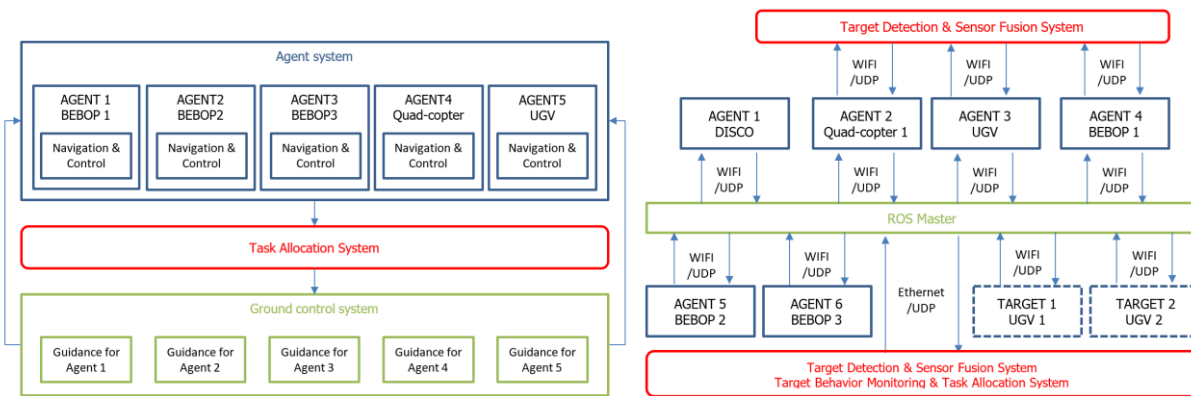 Agent system
AGENT 1
BEBOP 1
Navigation &
Control
AGENT2
BEBOP2
Navigation &
Control
AGENT3
BEBOP3
Navigation &
Control
AGENT4
Quad-copter
Navigation &
Control
AGENT5
UGV
Navigation &
Control
Task Allocation System
Ground control system
Guidance for
Agent 1
Guidance for
Agent 2
Guidance for
Agent 3
Guidance for
Agent 4
Guidance for
Agent 5
Target Detection & Sensor Fusion System
WIFI
/UDP
WIFI
/UDP
WIFI
/UDP
AGENT 1
DISCO
AGENT 2
Quad-copter 1
AGENT 3
UGV
AGENT 4
BEBOP 1
WIFI
/UDP
WIFI
/UDP
WIFI
/UDP
WIFI
/UDP
ROS Master
WIFI
/UDP
WIFI
/UDP
Ethernet
/UDP
WIFI
/UDP
WIFI
/UDP
AGENT 5
BEBOP 2
AGENT 6
BEBOP 3
TARGET 1
UGV 1
TARGET 2
UGV 2
Target Detection & Sensor Fusion System
Target Behavior Monitoring & Task Allocation System